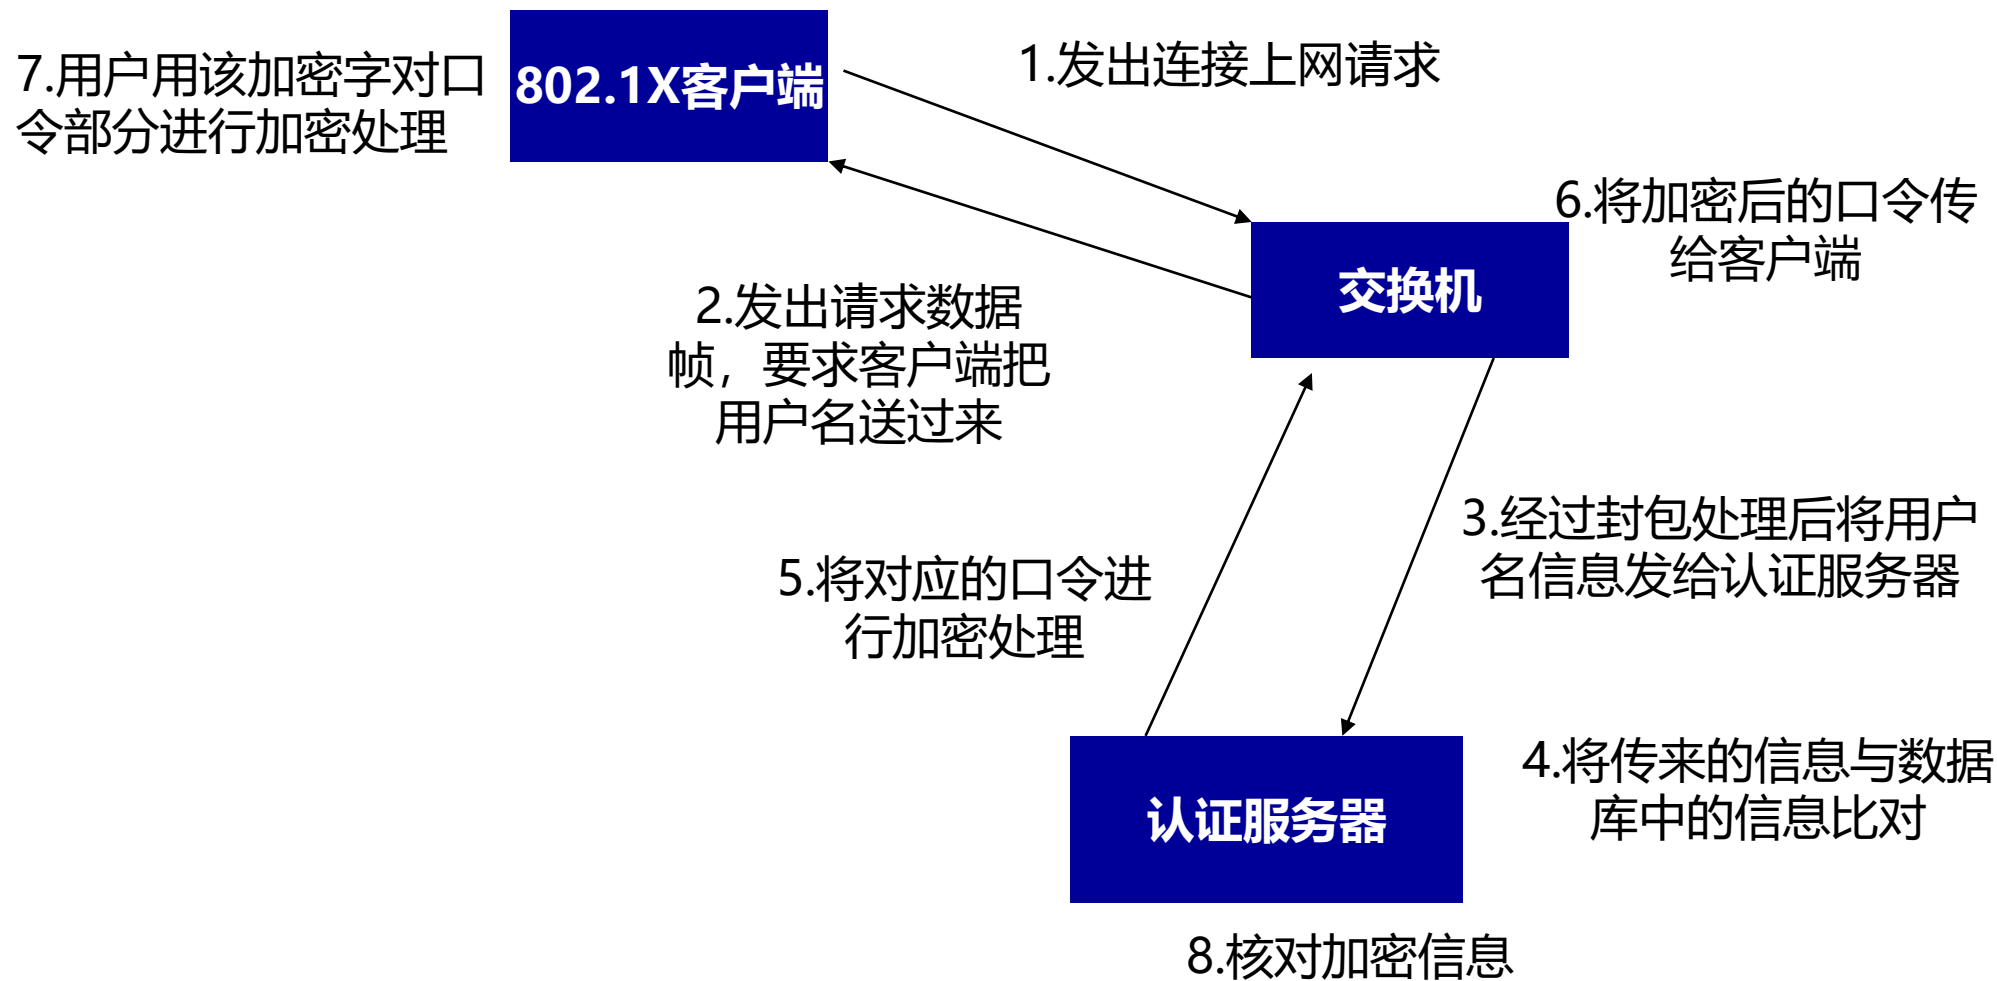 7.用户用该加密字对口
令部分进行加密处理
802.1X客户端
1.发出连接上网请求
6.将加密后的口令传
给客户端
交换机
2.发出请求数据
帧，要求客户端把
用户名送过来
3.经过封包处理后将用户
名信息发给认证服务器
5.将对应的口令进
行加密处理
4.将传来的信息与数据
库中的信息比对
认证服务器
8.核对加密信息